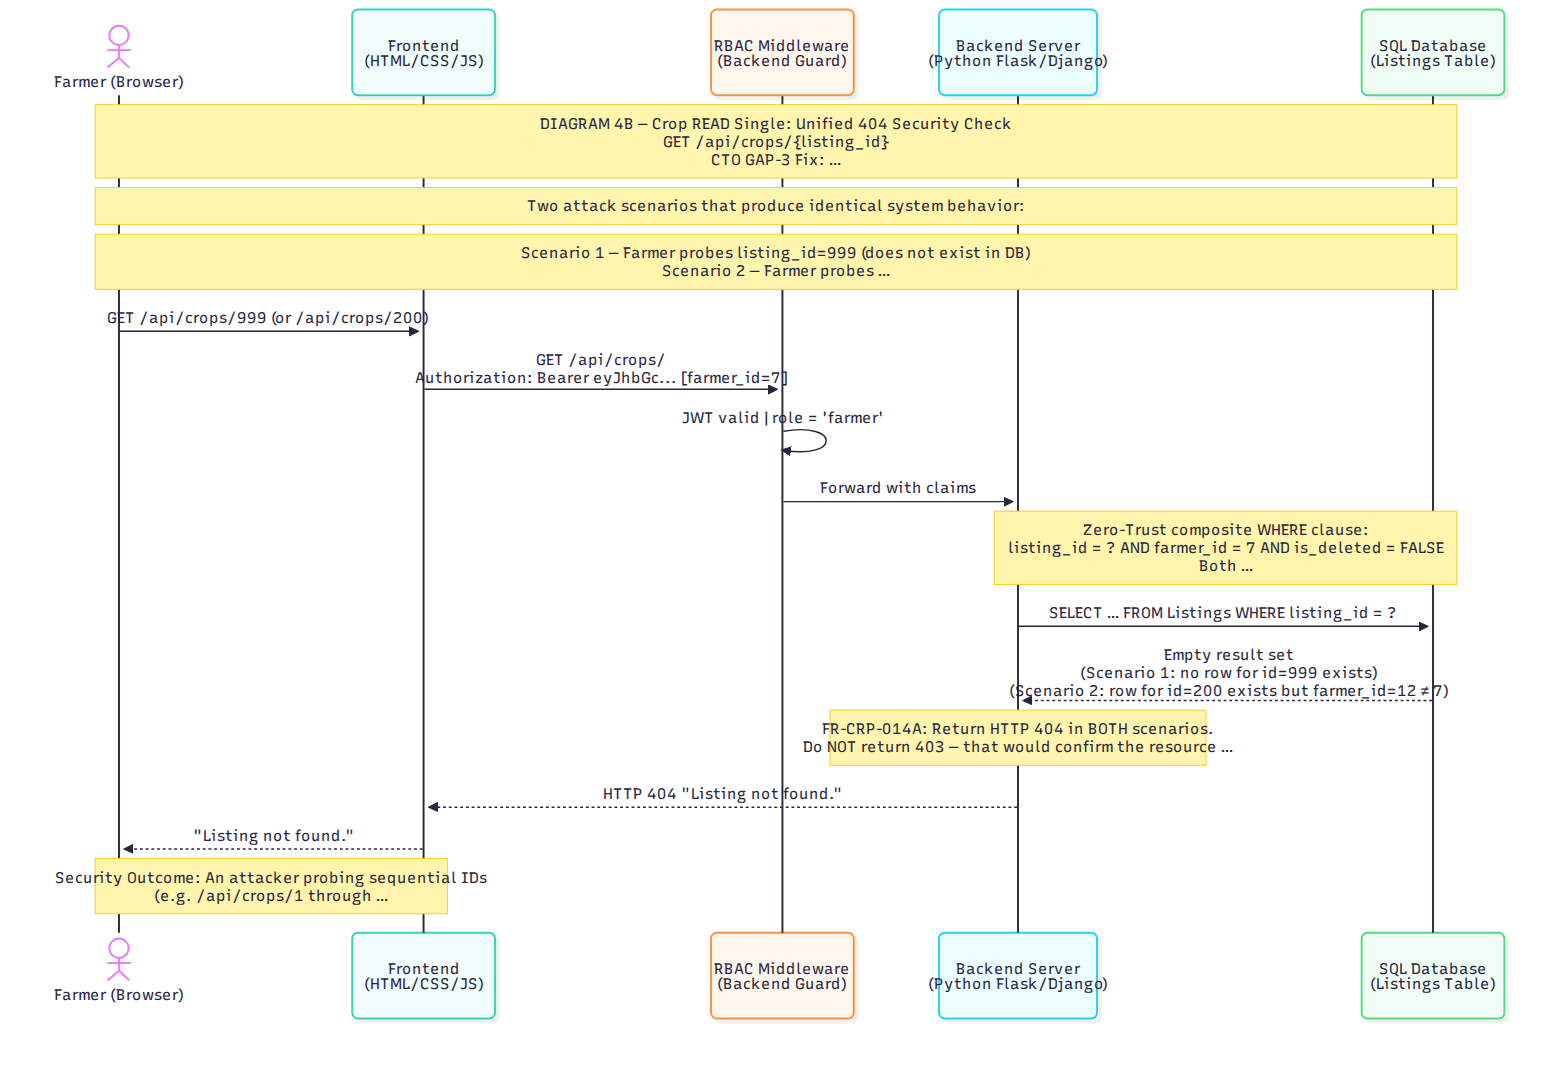 Farmer (Browser)
Frontend
(HTML/CSS/JS)
RBAC Middleware
(Backend Guard)
Backend Server
(Python Flask/Django)
SQL Database
(Listings Table)
DIAGRAM 4B — Crop READ Single: Unified 404 Security Check
GET /api/crops/{listing_id}
CTO GAP-3 Fix: ...
Two attack scenarios that produce identical system behavior:
Scenario 1 — Farmer probes listing_id=999 (does not exist in DB)
Scenario 2 — Farmer probes ...
GET /api/crops/999 (or /api/crops/200)
GET /api/crops/
Authorization: Bearer eyJhbGc... [farmer_id=7]
JWT valid | role = 'farmer'
Forward with claims
Zero-Trust composite WHERE clause:
listing_id = ? AND farmer_id = 7 AND is_deleted = FALSE
Both ...
SELECT ... FROM Listings WHERE listing_id = ?
Empty result set
(Scenario 1: no row for id=999 exists)
(Scenario 2: row for id=200 exists but farmer_id=12 ≠ 7)
FR-CRP-014A: Return HTTP 404 in BOTH scenarios.
Do NOT return 403 — that would confirm the resource ...
HTTP 404 "Listing not found."
"Listing not found."
Security Outcome: An attacker probing sequential IDs
(e.g. /api/crops/1 through ...
Farmer (Browser)
Frontend
(HTML/CSS/JS)
RBAC Middleware
(Backend Guard)
Backend Server
(Python Flask/Django)
SQL Database
(Listings Table)